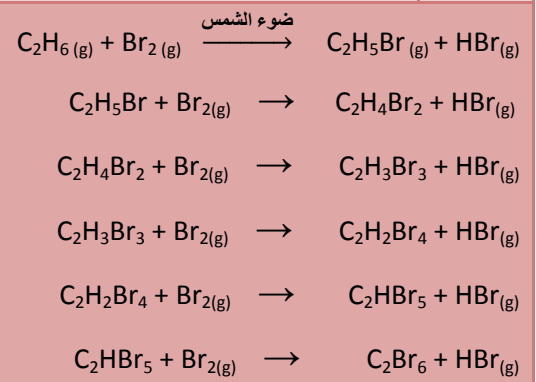 ضوء الشمس
C₂H₆ (g) + Br₂ (g) ⟶ C₂H₅Br (g) + HBr(g)
C₂H₅Br + Br₂(g) → C₂H₄Br₂ + HBr(g)
C₂H₄Br₂ + Br₂(g) → C₂H₃Br₃ + HBr(g)
C₂H₃Br₃ + Br₂(g) → C₂H₂Br₄ + HBr(g)
C₂H₂Br₄ + Br₂(g) → C₂HBr₅ + HBr(g)
C₂HBr₅ + Br₂(g) → C₂Br₆ + HBr(g)